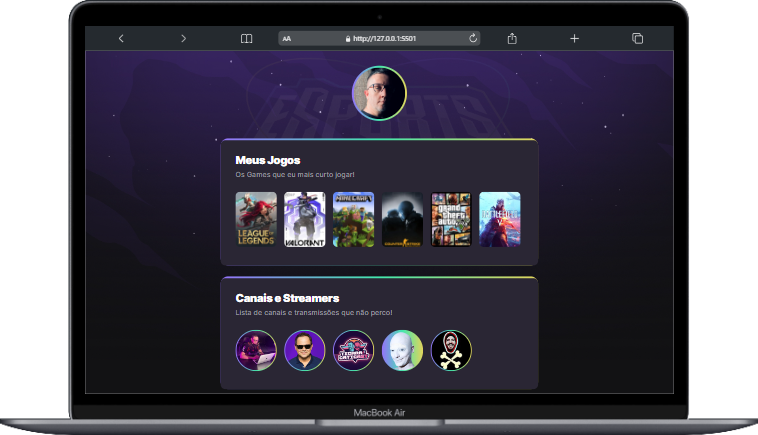 AA
http://127.0.0.1:5501
ESPORTS
Meus Jogos
Os Games que eu mais curto jogar!
LEAGUE OF LEGENDS
VALORANT
MINECRAFT
COUNTER STRIKE
grand theft auto V
BATTLEFIELD V
Canais e Streamers
Lista de canais e transmissões que não perco!
MacBook Air